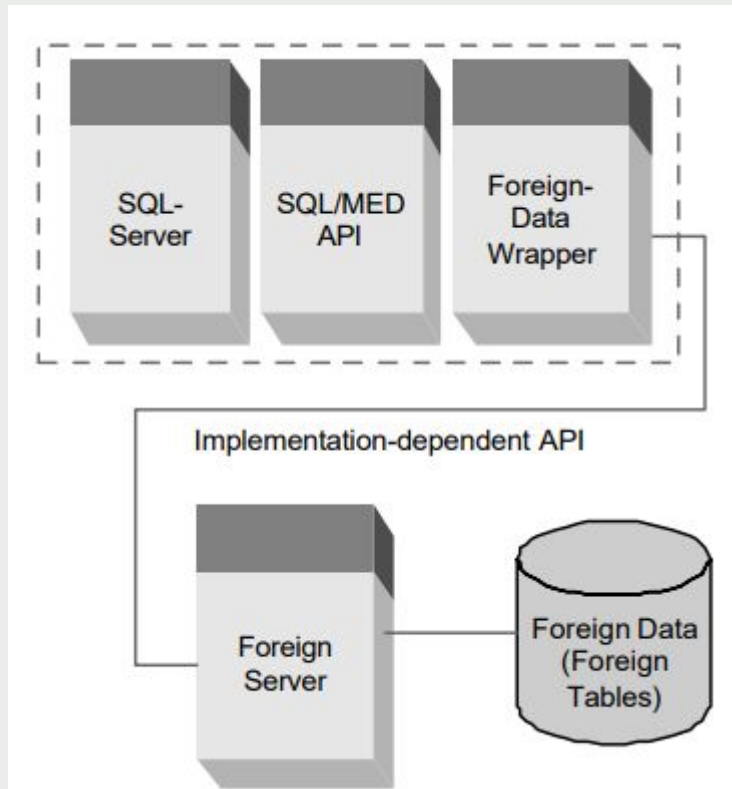 SQL-
Server
SQL/MED
API
Foreign-
Data
Wrapper
Implementation-dependent API
Foreign
Server
Foreign Data
(Foreign
Tables)